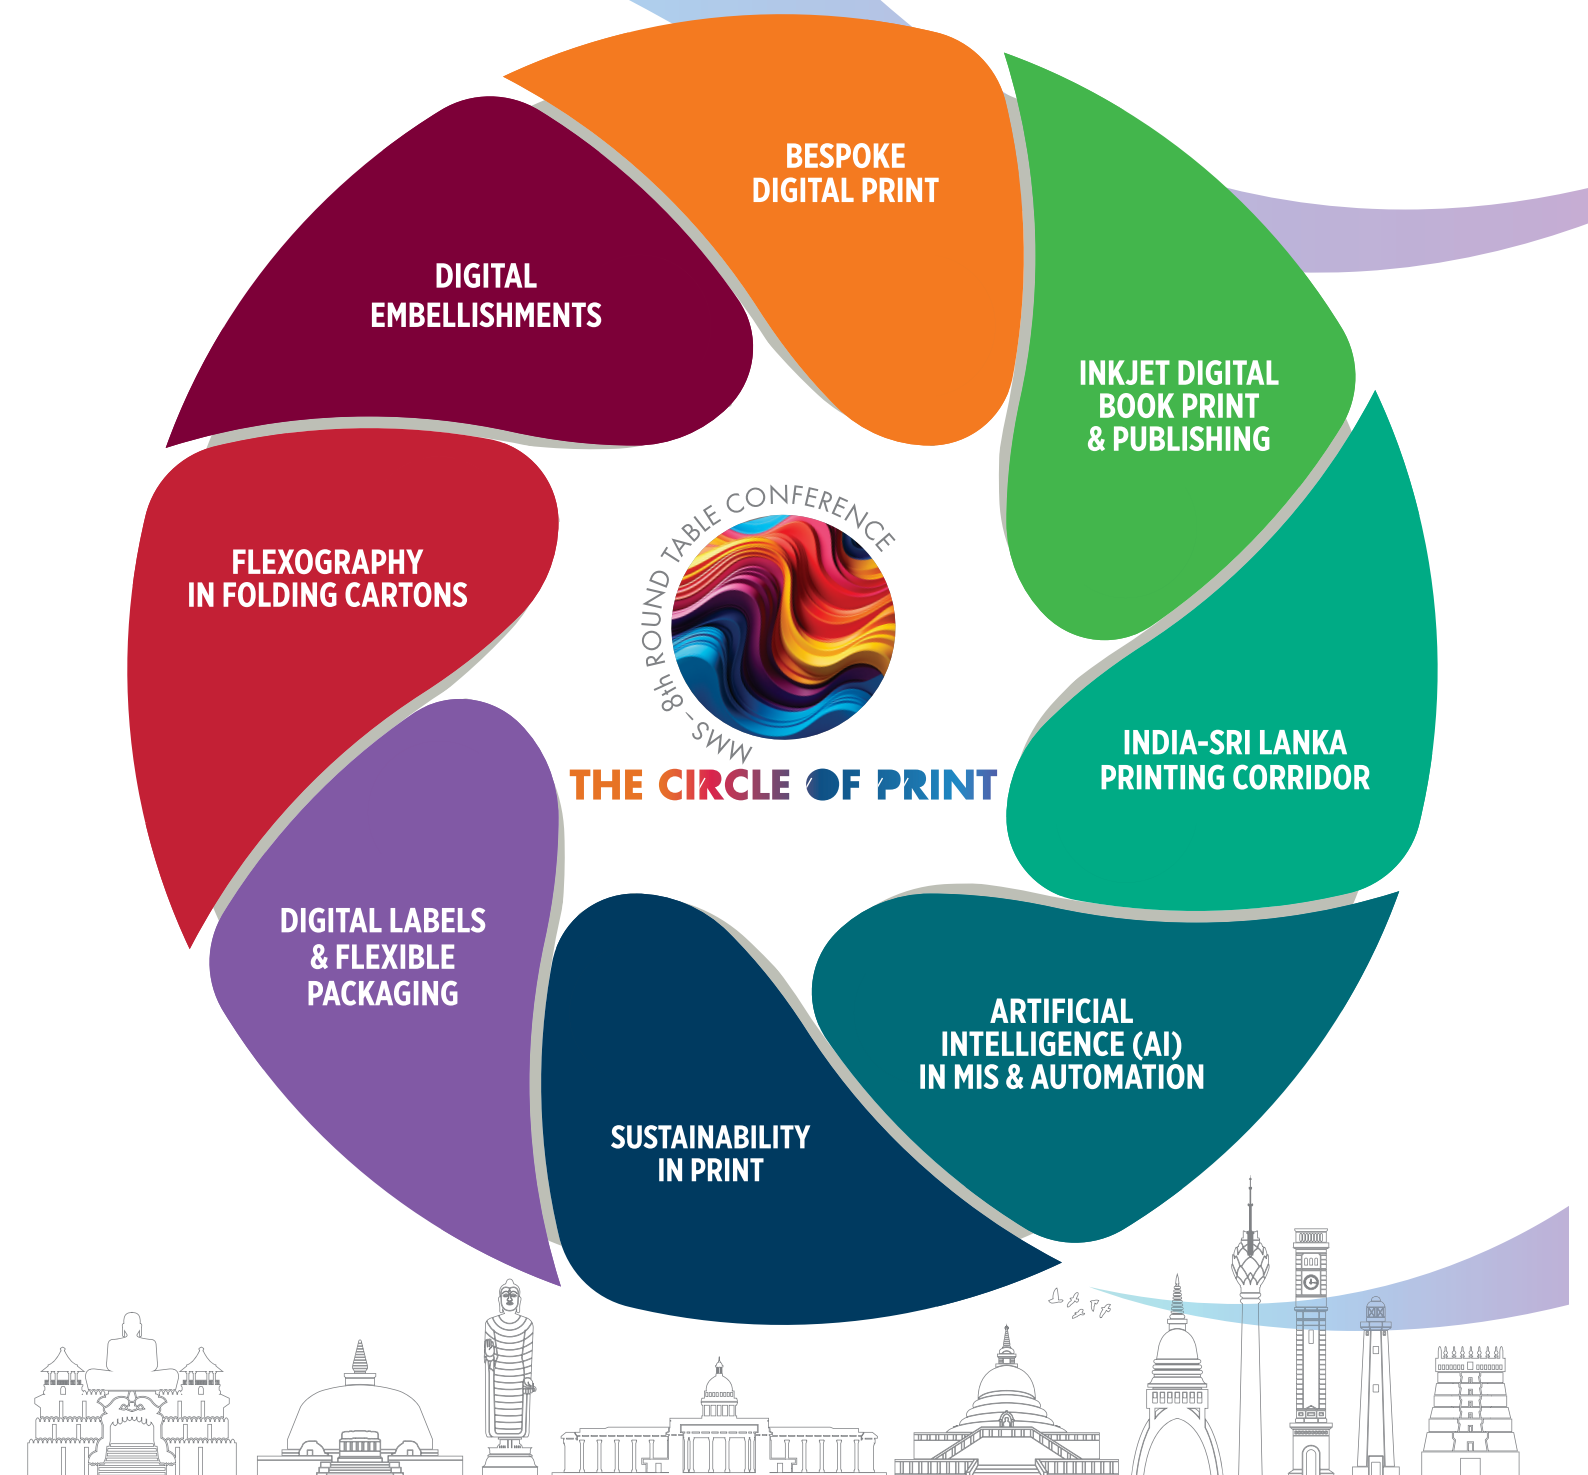 BESPOKE
DIGITAL PRINT
INKJET DIGITAL
BOOK PRINT
& PUBLISHING
INDIA-SRI LANKA
PRINTING CORRIDOR
ARTIFICIAL
INTELLIGENCE (AI)
IN MIS & AUTOMATION
SUSTAINABILITY
IN PRINT
DIGITAL LABELS
& FLEXIBLE
PACKAGING
FLEXOGRAPHY
IN FOLDING CARTONS
DIGITAL
EMBELLISHMENTS
MMS - 8th ROUND TABLE CONFERENCE
THE CIRCLE OF PRINT